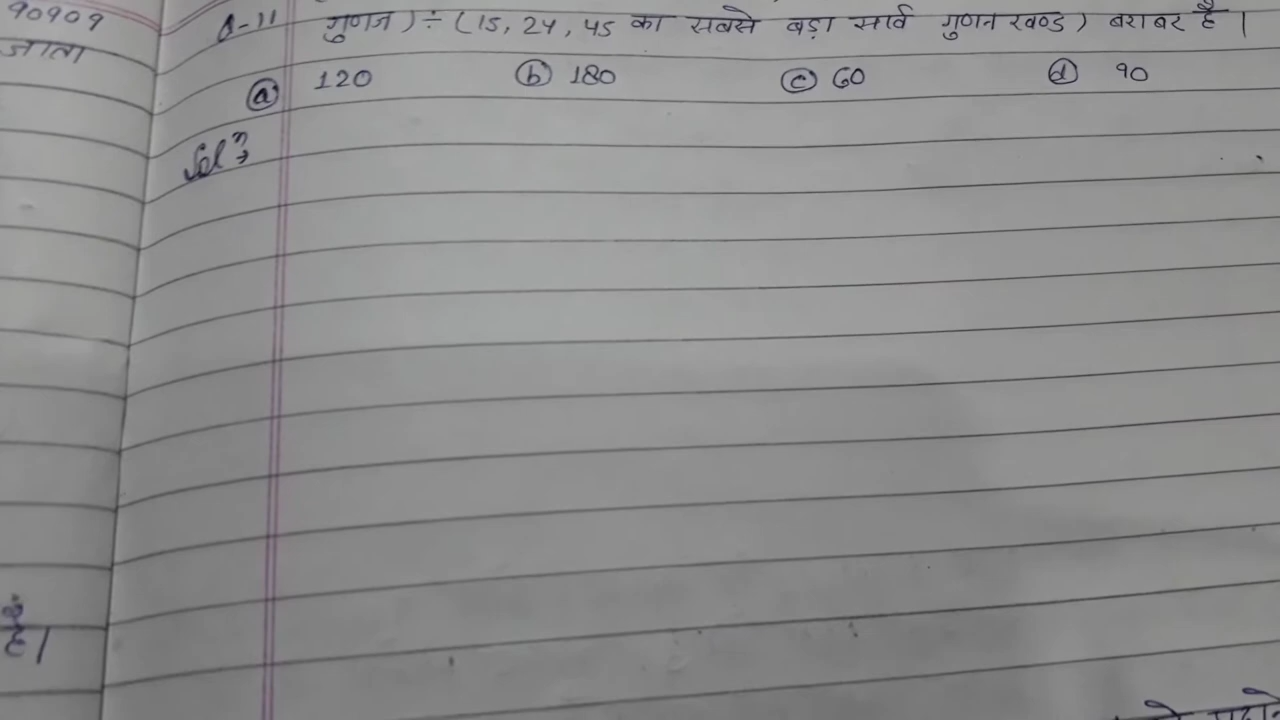 90909
जाता
Q-11 गुणज) ÷ (15, 24, 45 का सबसे बड़ा सार्व गुणनखण्ड) बराबर है।
(a) 120 (b) 180 (c) 60 (d) 90
Solⁿ→
है।